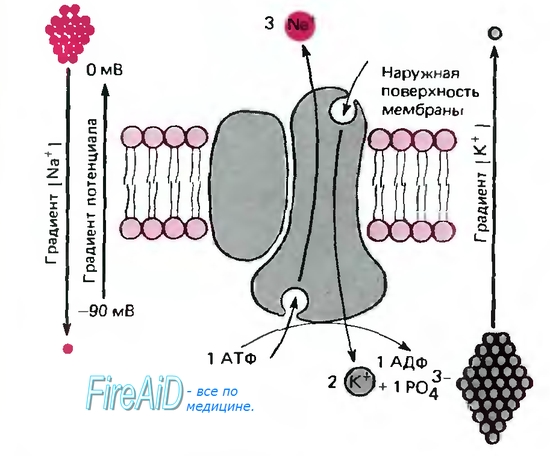 3 Na⁺
0 мВ
Наружная
поверхность
мембраны
Градиент [Na⁺]
Градиент потенциала
Градиент [K⁺]
−90 мВ
1 АТФ
1 АДФ
2 K⁺ + 1 PO₄³⁻
FireAiD - все по
медицине.